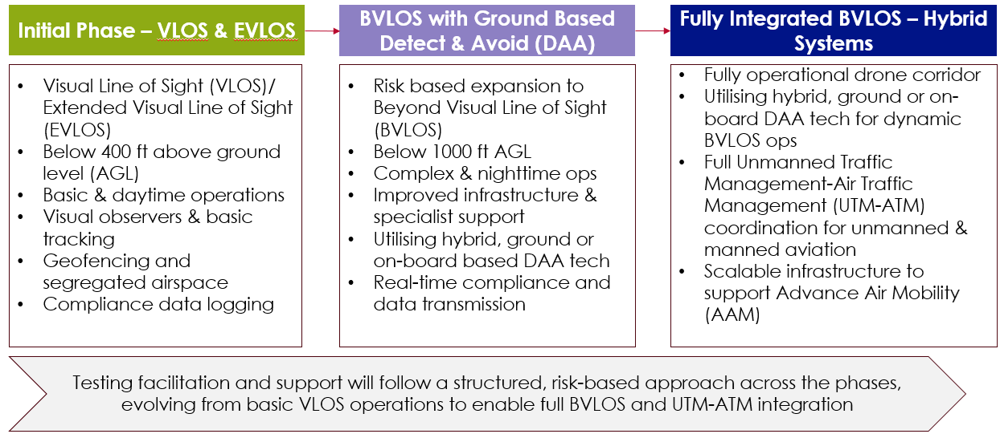 Initial Phase – VLOS & EVLOS
• Visual Line of Sight (VLOS)/
Extended Visual Line of Sight
(EVLOS)
• Below 400 ft above ground
level (AGL)
• Basic & daytime operations
• Visual observers & basic
tracking
• Geofencing and
segregated airspace
• Compliance data logging
BVLOS with Ground Based
Detect & Avoid (DAA)
• Risk based expansion to
Beyond Visual Line of Sight
(BVLOS)
• Below 1000 ft AGL
• Complex & nighttime ops
• Improved infrastructure &
specialist support
• Utilising hybrid, ground or
on-board based DAA tech
• Real-time compliance and
data transmission
Fully Integrated BVLOS – Hybrid
Systems
• Fully operational drone corridor
• Utilising hybrid, ground or on-
board DAA tech for dynamic
BVLOS ops
• Full Unmanned Traffic
Management-Air Traffic
Management (UTM-ATM)
coordination for unmanned &
manned aviation
• Scalable infrastructure to
support Advance Air Mobility
(AAM)
Testing facilitation and support will follow a structured, risk-based approach across the phases,
evolving from basic VLOS operations to enable full BVLOS and UTM-ATM integration